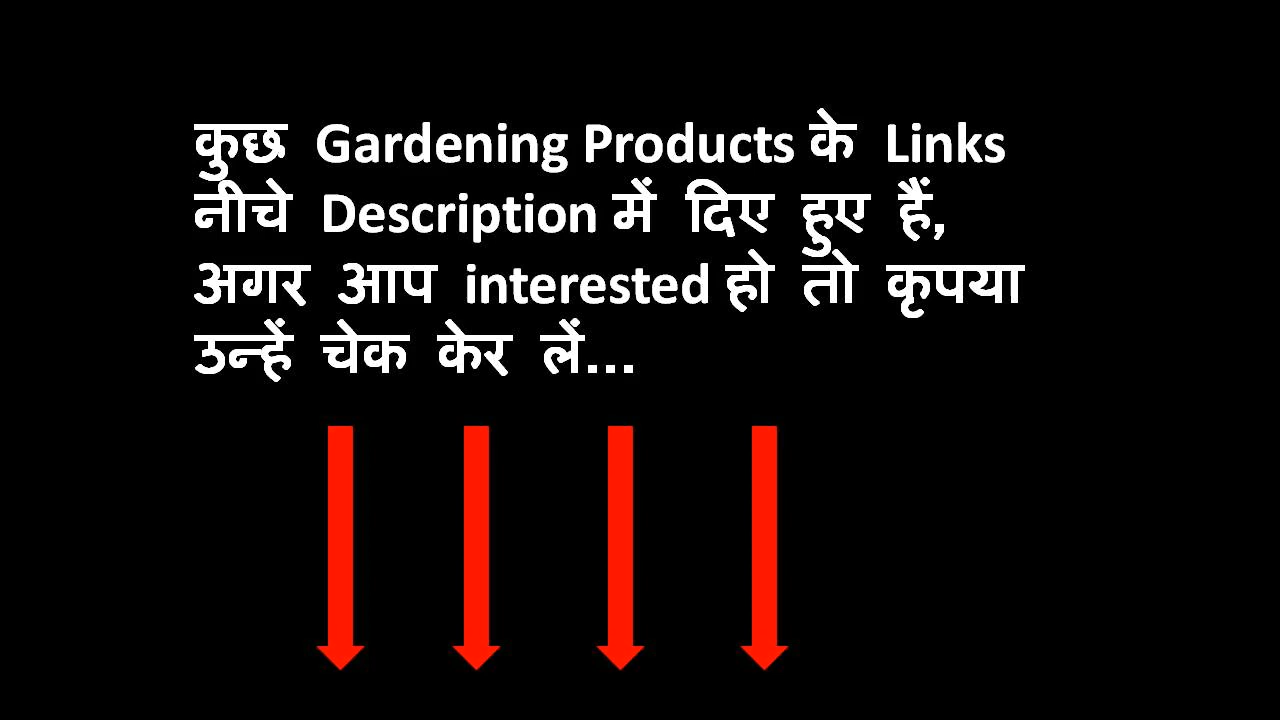 कुछ Gardening Products के Links
नीचे Description में दिए हुए हैं,
अगर आप interested हो तो कृपया
उन्हें चेक केर लें...